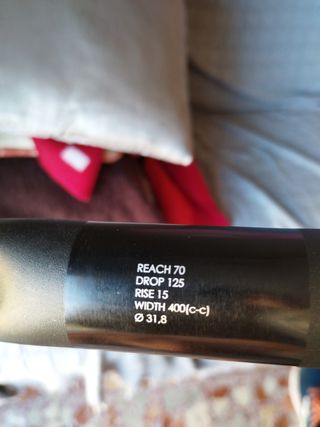 REACH 70
DROP 125
RISE 15
WIDTH 400(c-c)
Ø 31,8